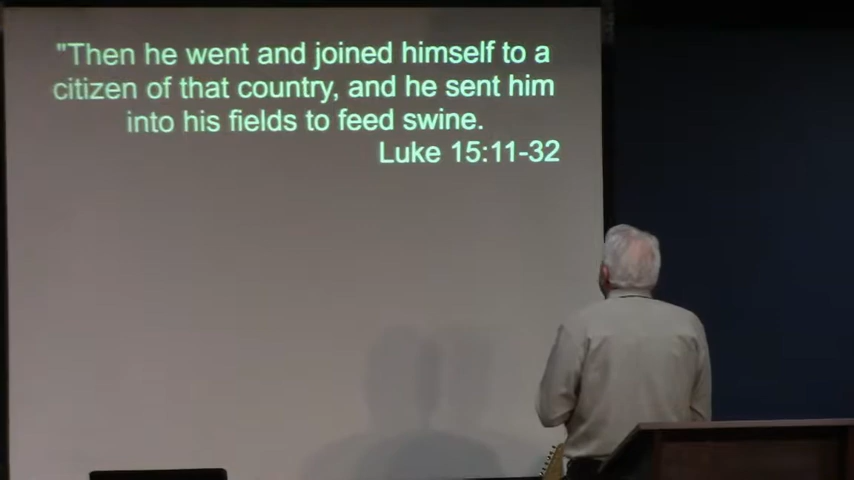 "Then he went and joined himself to a
citizen of that country, and he sent him
into his fields to feed swine.
Luke 15:11-32